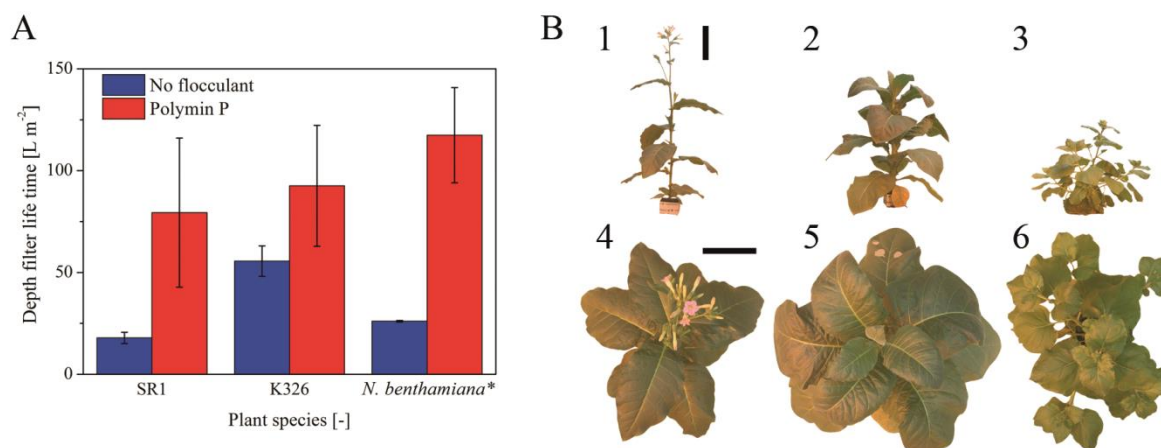 A
Depth filter life time [L m⁻²]
150
100
50
0
No flocculant
Polymin P
SR1 K326 N. benthamiana*
Plant species [-]
B
1 2 3
4 5 6